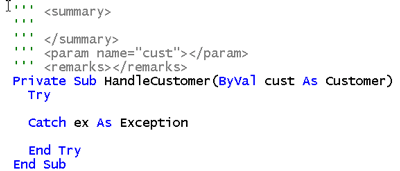 ''' <summary>
'''
''' </summary>
''' <param name="cust"></param>
''' <remarks></remarks>
Private Sub HandleCustomer(ByVal cust As Customer)
Try
Catch ex As Exception
End Try
End Sub